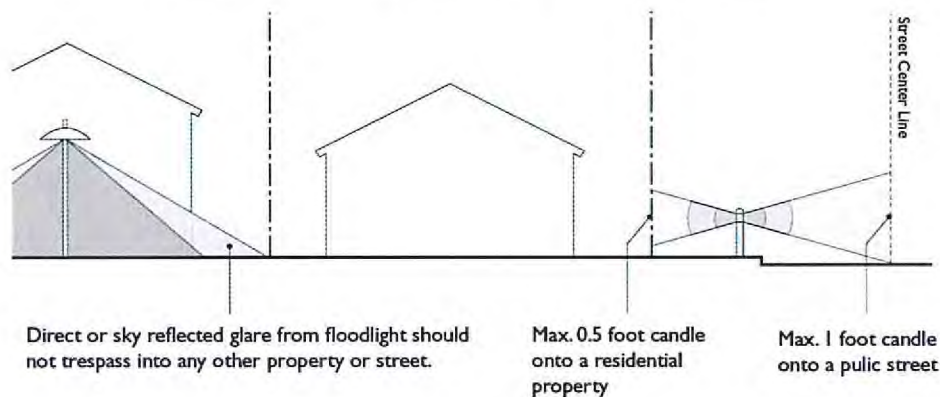 Street Center Line
Direct or sky reflected glare from floodlight should
not trespass into any other property or street.
Max. 0.5 foot candle
onto a residential
property
Max. 1 foot candle
onto a pulic street